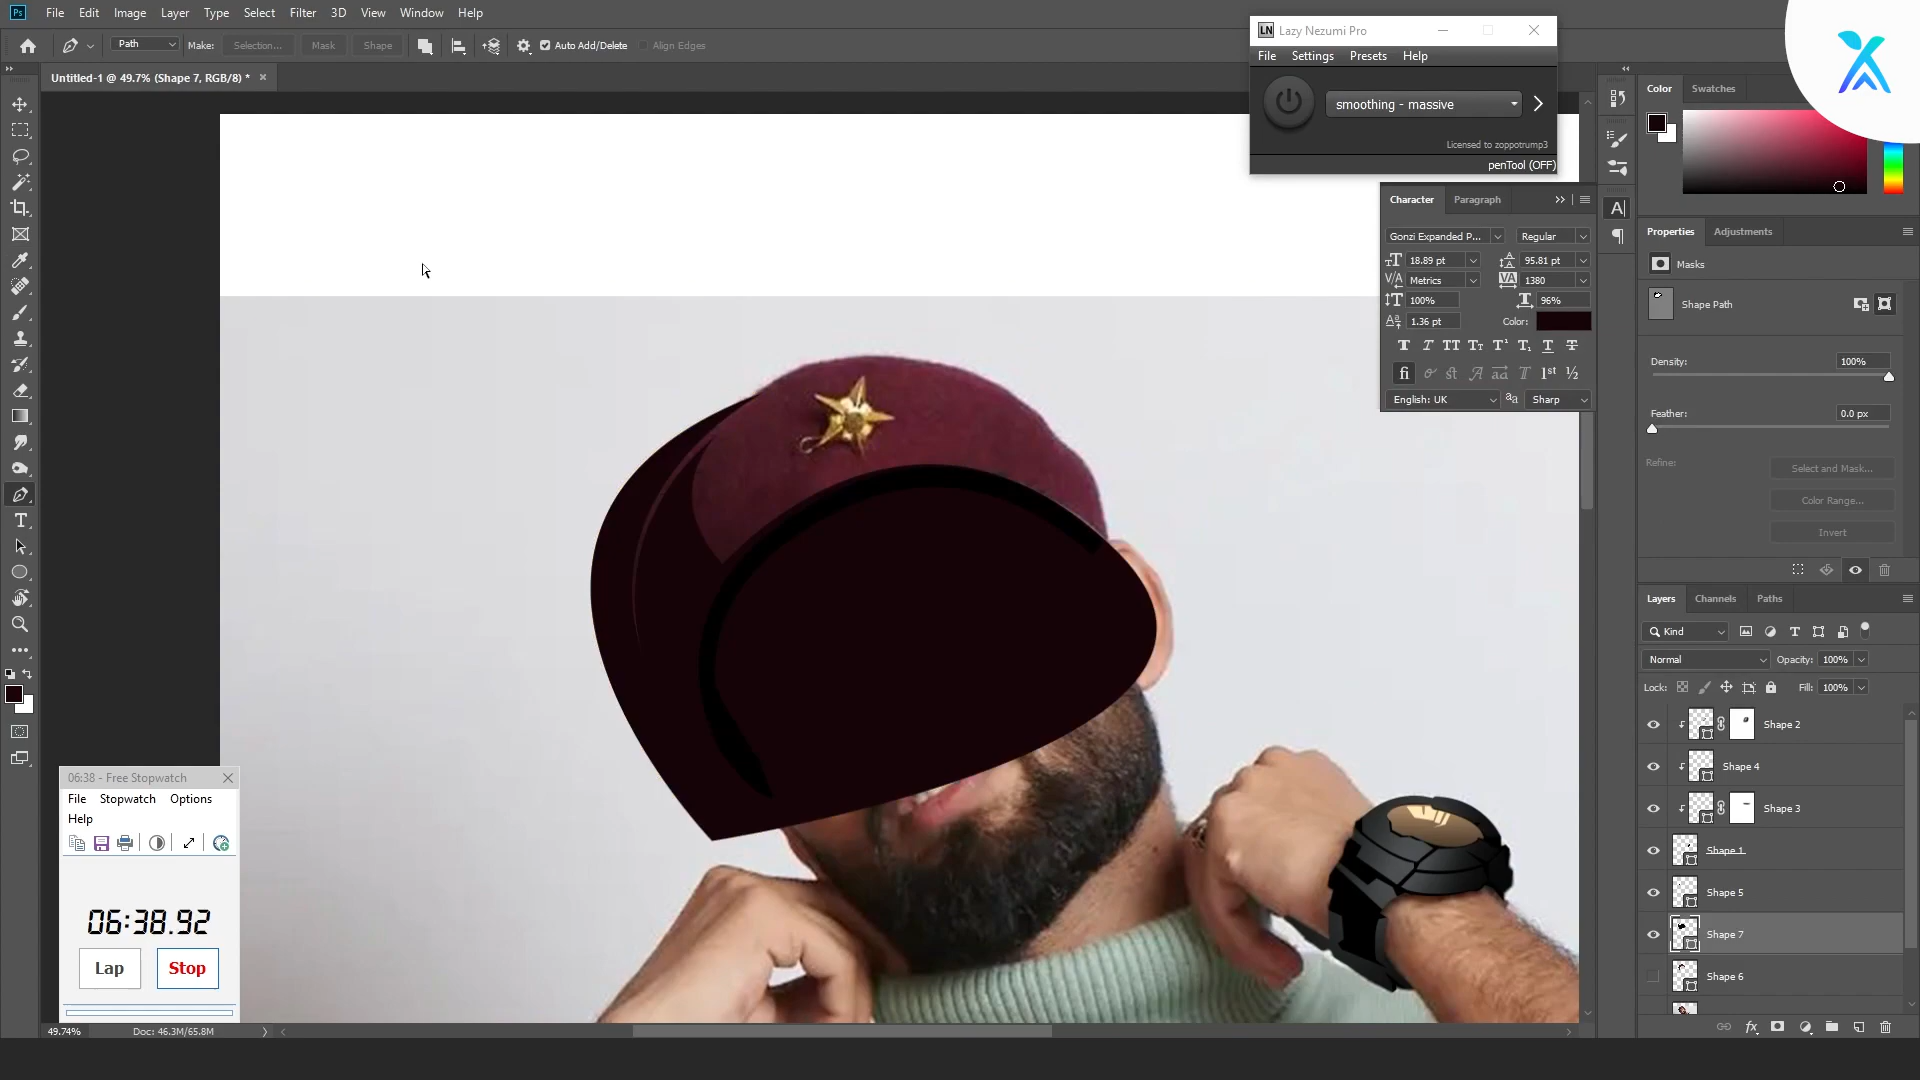 Ps File Edit Image Layer Type Select Filter 3D View Window Help
Path Make: Selection... Mask Shape Auto Add/Delete Align Edges
Untitled-1 @ 49.7% (Shape 7, RGB/8) *
LN Lazy Nezumi Pro
File Settings Presets Help
smoothing - massive
Licensed to zoppotrump3
penTool (OFF)
Character Paragraph
Gonzi Expanded P... Regular
18.89 pt 95.81 pt
Metrics 1380
100% 96%
1.36 pt Color:
English: UK Sharp
Color Swatches
Properties Adjustments
Masks
Shape Path
Density: 100%
Feather: 0.0 px
Refine: Select and Mask...
Color Range...
Invert
Layers Channels Paths
Kind
Normal Opacity: 100%
Lock: Fill: 100%
Shape 2
Shape 4
Shape 3
Shape 1
Shape 5
Shape 7
Shape 6
06:38 - Free Stopwatch
File Stopwatch Options
Help
06:38.92
Lap Stop
49.74% Doc: 46.3M/65.8M